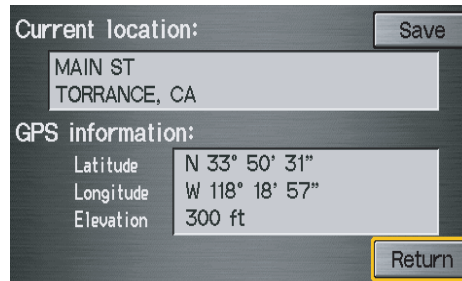 Current location:
Save
MAIN ST
TORRANCE, CA
GPS information:
Latitude N 33° 50' 31"
Longitude W 118° 18' 57"
Elevation 300 ft
Return